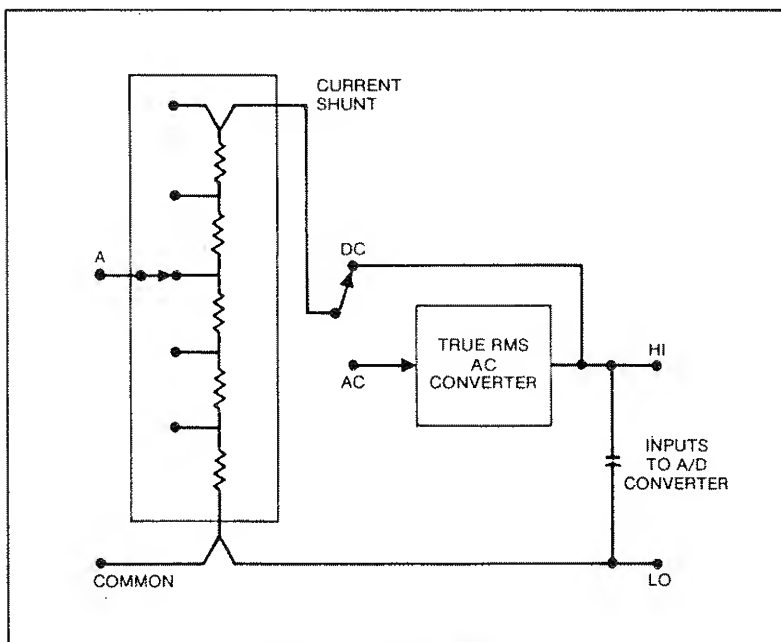 CURRENT
SHUNT
A
DC
AC
TRUE RMS
AC
CONVERTER
HI
INPUTS
TO A/D
CONVERTER
COMMON
LO